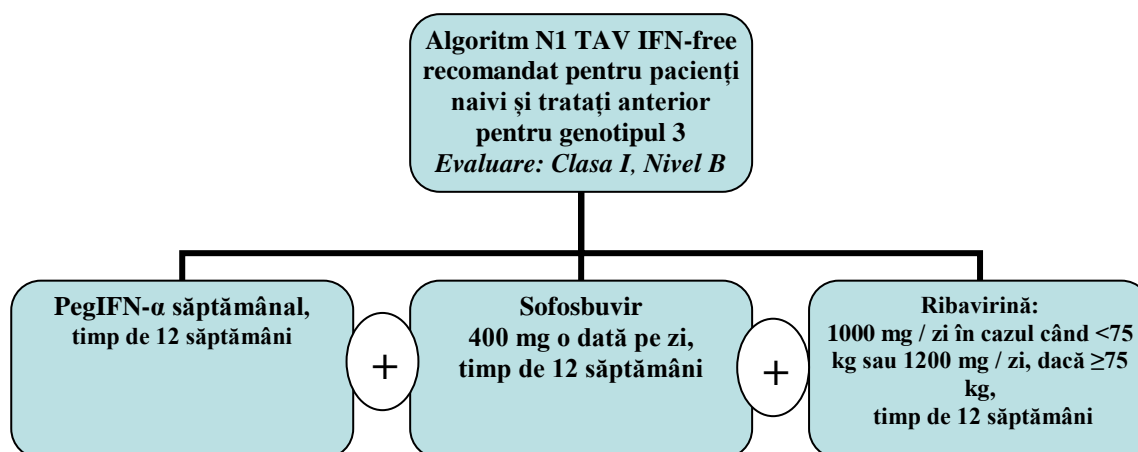 Algoritm N1 TAV IFN-free
recomandat pentru pacienți
naivi și tratați anterior
pentru genotipul 3
Evaluare: Clasa I, Nivel B
PegIFN-α săptămânal,
timp de 12 săptămâni
+
Sofosbuvir
400 mg o dată pe zi,
timp de 12 săptămâni
+
Ribavirină:
1000 mg / zi în cazul când <75
kg sau 1200 mg / zi, dacă ≥75
kg,
timp de 12 săptămâni